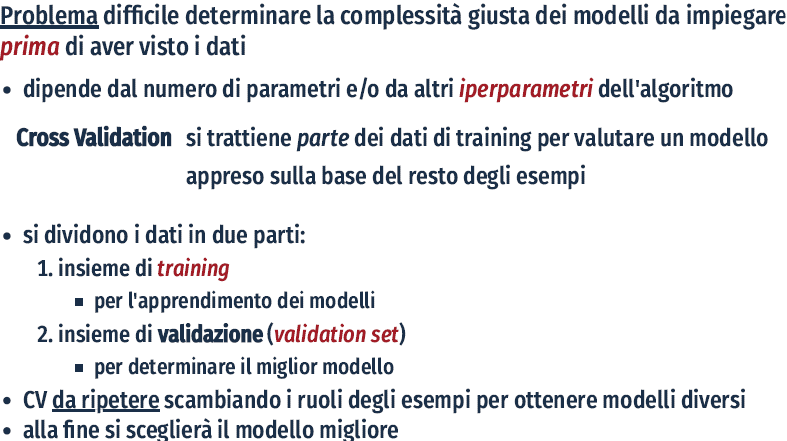 Problema difficile determinare la complessità giusta dei modelli da impiegare
prima di aver visto i dati
• dipende dal numero di parametri e/o da altri iperparametri dell'algoritmo
Cross Validation si trattiene parte dei dati di training per valutare un modello
appreso sulla base del resto degli esempi
• si dividono i dati in due parti:
1. insieme di training
▪ per l'apprendimento dei modelli
2. insieme di validazione (validation set)
▪ per determinare il miglior modello
• CV da ripetere scambiando i ruoli degli esempi per ottenere modelli diversi
• alla fine si sceglierà il modello migliore